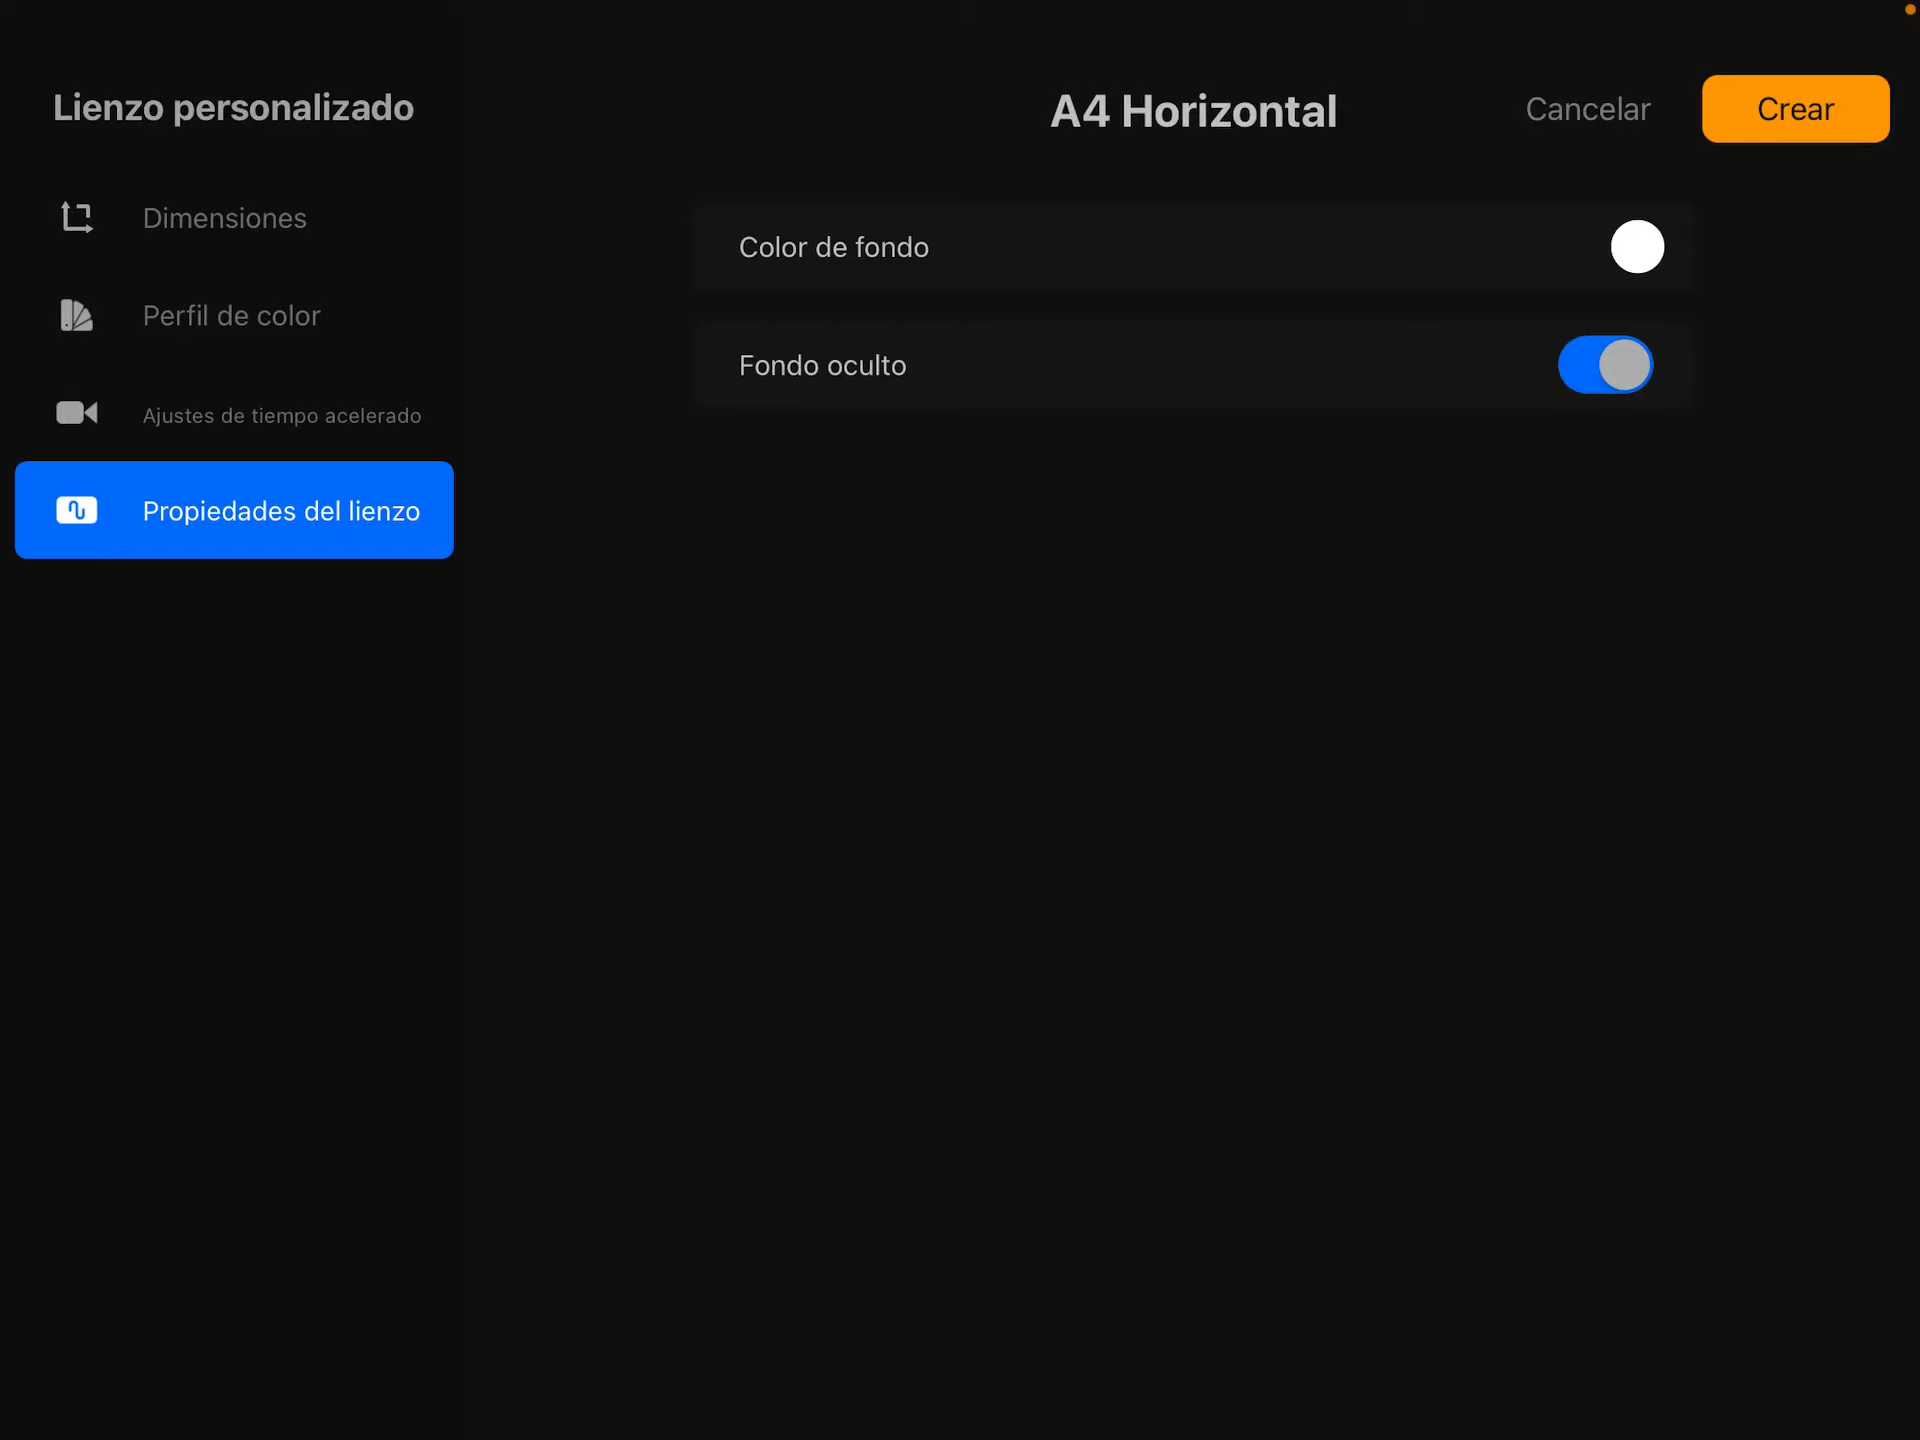 Lienzo personalizado
A4 Horizontal
Cancelar
Crear
Dimensiones
Color de fondo
Perfil de color
Fondo oculto
Ajustes de tiempo acelerado
Propiedades del lienzo